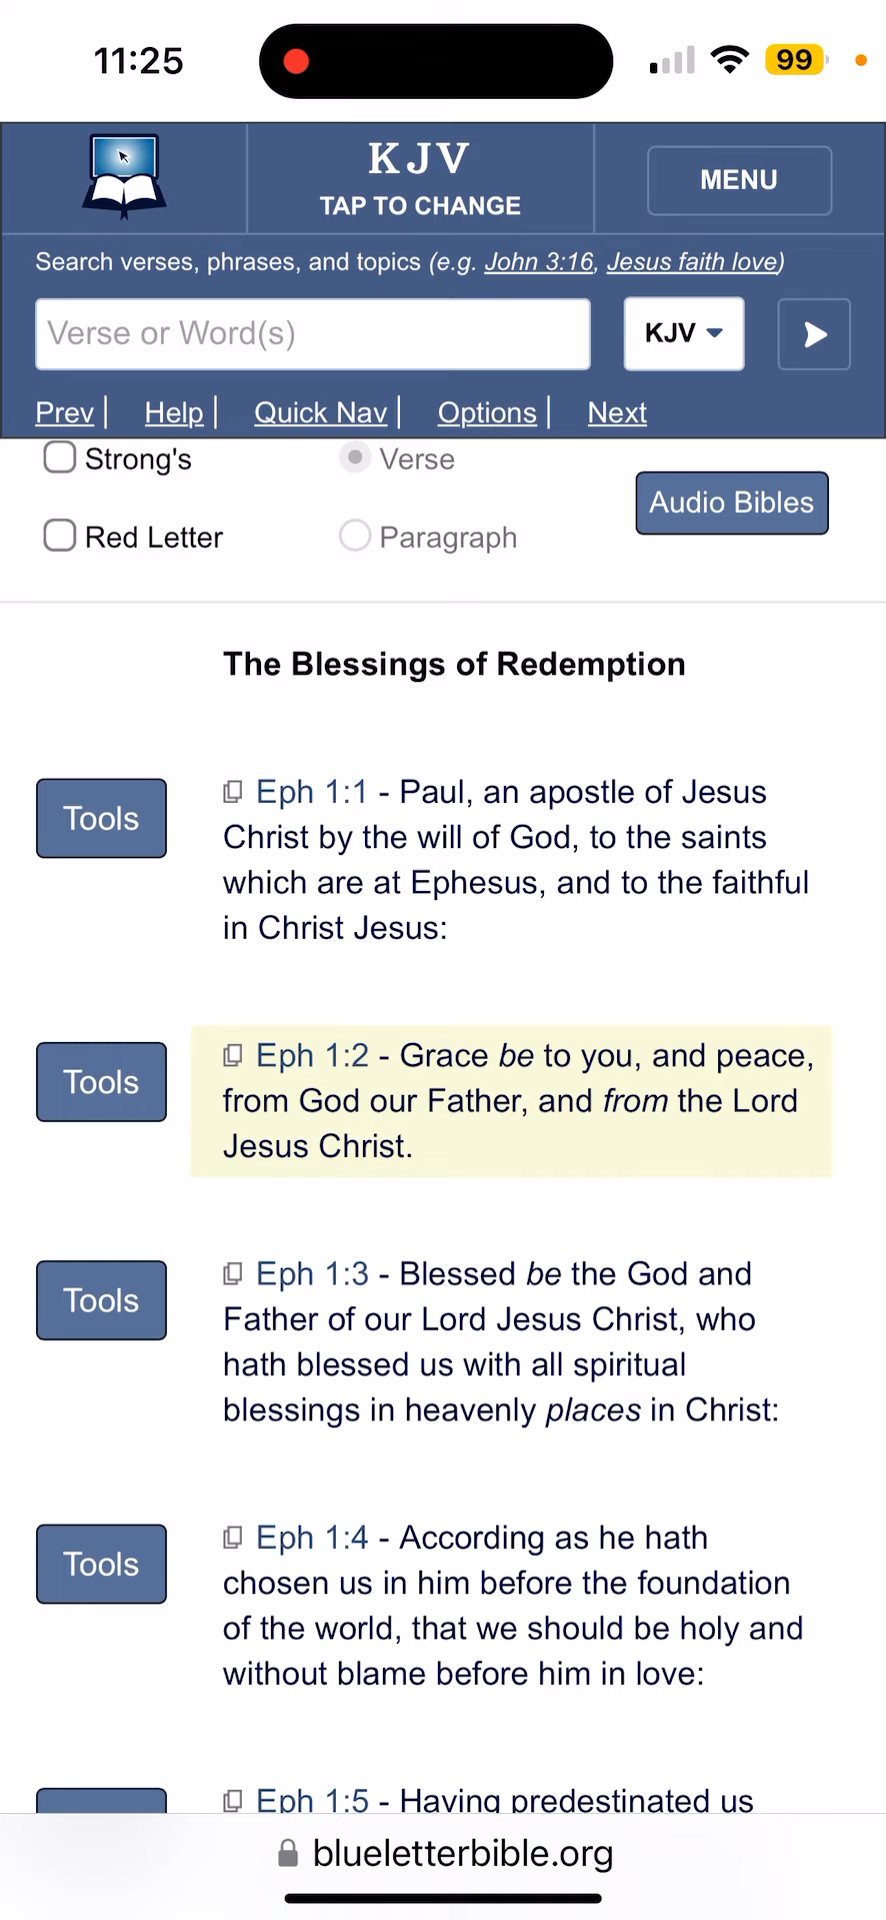 11:25
99
KJV
TAP TO CHANGE
MENU
Search verses, phrases, and topics (e.g. John 3:16, Jesus faith love)
Verse or Word(s)
KJV
Prev | Help | Quick Nav | Options | Next
Strong's
Verse
Audio Bibles
Red Letter
Paragraph
The Blessings of Redemption
Tools
Eph 1:1 - Paul, an apostle of Jesus
Christ by the will of God, to the saints
which are at Ephesus, and to the faithful
in Christ Jesus:
Tools
Eph 1:2 - Grace be to you, and peace,
from God our Father, and from the Lord
Jesus Christ.
Tools
Eph 1:3 - Blessed be the God and
Father of our Lord Jesus Christ, who
hath blessed us with all spiritual
blessings in heavenly places in Christ:
Tools
Eph 1:4 - According as he hath
chosen us in him before the foundation
of the world, that we should be holy and
without blame before him in love:
Eph 1:5 - Having predestinated us
blueletterbible.org